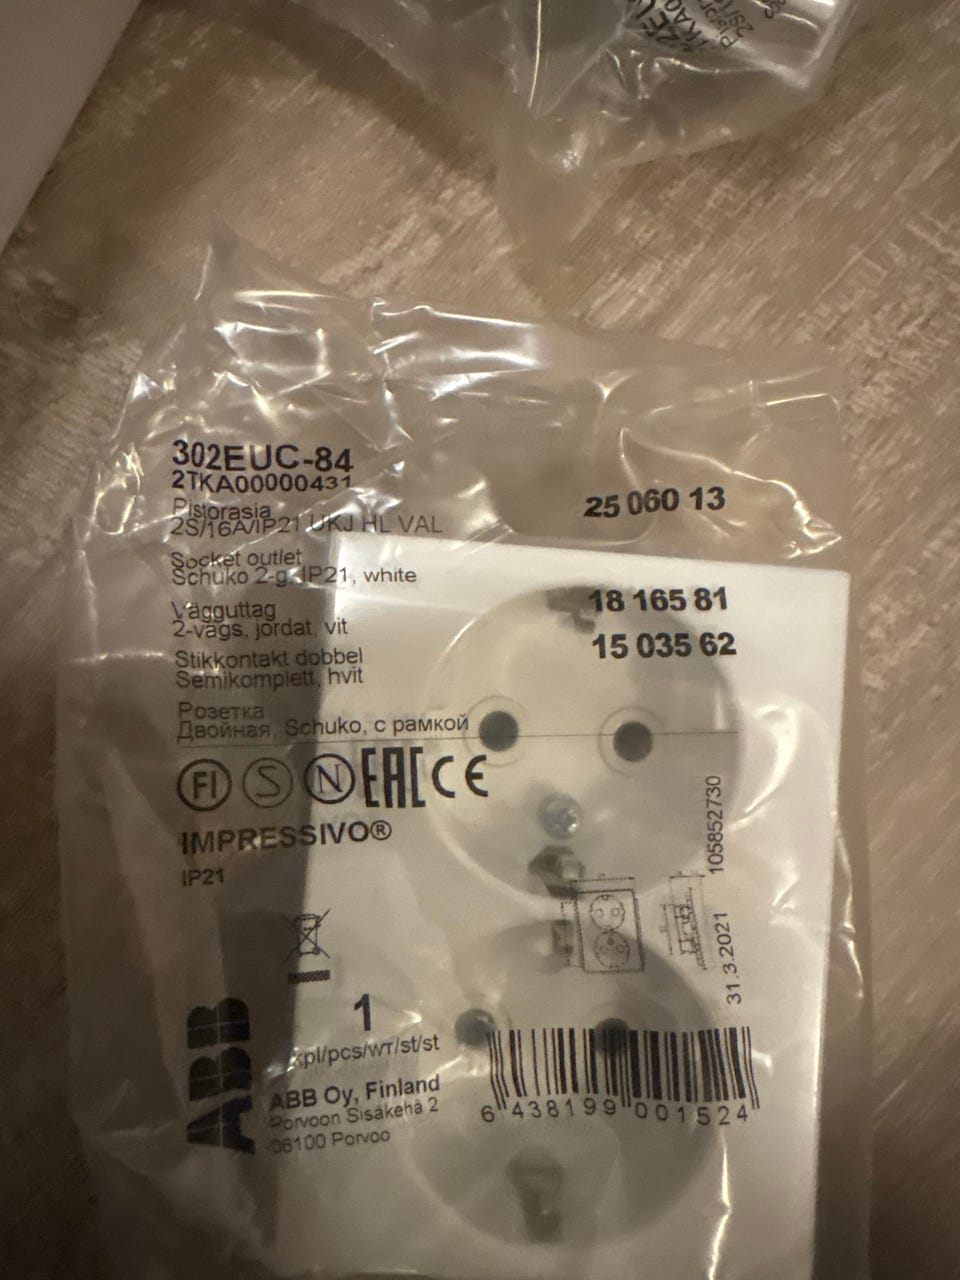 302EUC-84
2TKA00000431
Pistorasia
2S/16A/IP21 UKJ HL VAL
25 060 13
Socket outlet
Schuko 2-g, IP21, white
18 165 81
Vägguttag
2-vägs, jordat, vit
15 035 62
Stikkontakt dobbel
Semikomplett, hvit
Розетка
Двойная, Schuko, с рамкой
FI S N EAC CE
IMPRESSIVO®
IP21
105852730
31.3.2021
ABB
1
kpl/pcs/шт/st/st
ABB Oy, Finland
Porvoon Sisäkehä 2
06100 Porvoo
6 438199 001524